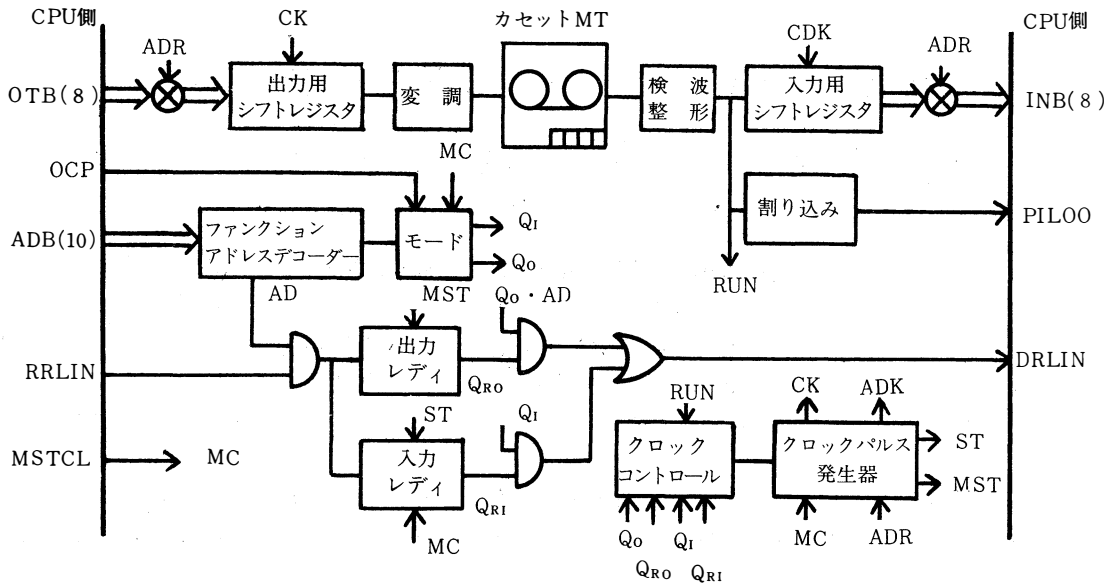 CPU側
CK
カセットMT
CDK
CPU側
ADR
ADR
OTB(8)
出力用
シフトレジスタ
変調
検波
整形
入力用
シフトレジスタ
INB(8)
MC
OCP
ADB(10)
ファンクション
アドレスデコーダー
モード
QI
QO
割り込み
PILOO
RUN
AD
MST
QO・AD
出力
レディ
RRLIN
DRLIN
QRO
RUN
CK
ADK
ST
QI
MSTCL
MC
入力
レディ
クロック
コントロール
クロックパルス
発生器
ST
MST
QRI
MC
QO
QI
MC
ADR
QRO
QRI